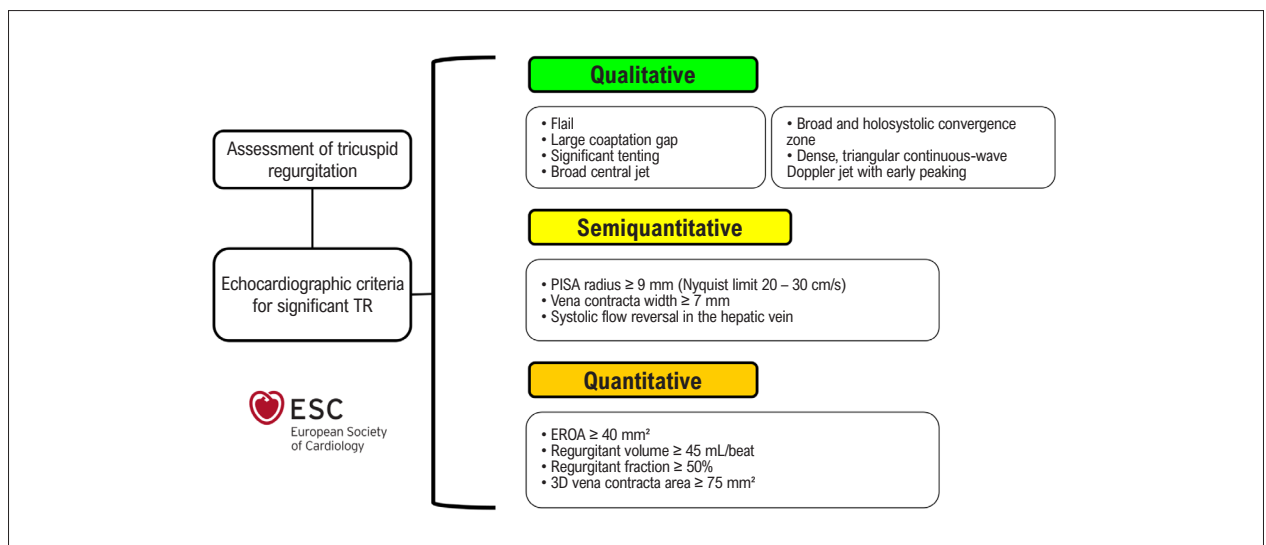 Assessment of tricuspid
regurgitation
Echocardiographic criteria
for significant TR
ESC
European Society
of Cardiology
Qualitative
• Flail
• Large coaptation gap
• Significant tenting
• Broad central jet
• Broad and holosystolic convergence
zone
• Dense, triangular continuous-wave
Doppler jet with early peaking
Semiquantitative
• PISA radius ≥ 9 mm (Nyquist limit 20 – 30 cm/s)
• Vena contracta width ≥ 7 mm
• Systolic flow reversal in the hepatic vein
Quantitative
• EROA ≥ 40 mm²
• Regurgitant volume ≥ 45 mL/beat
• Regurgitant fraction ≥ 50%
• 3D vena contracta area ≥ 75 mm²